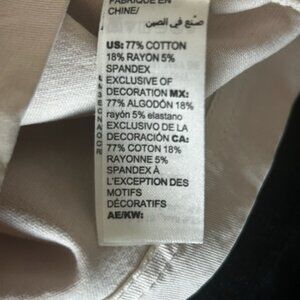 FABRIQUÉ EN
CHINE/
صنع في الصين
US: 77% COTTON
18% RAYON 5%
SPANDEX
EXCLUSIVE OF
DECORATION MX:
77% ALGODÓN 18%
rayón 5% elastano
EXCLUSIVO DE LA
DECORACIÓN CA:
77% COTON 18%
RAYONNE 5%
SPANDEX À
L'EXCEPTION DES
MOTIFS
DÉCORATIFS
AE/KW: